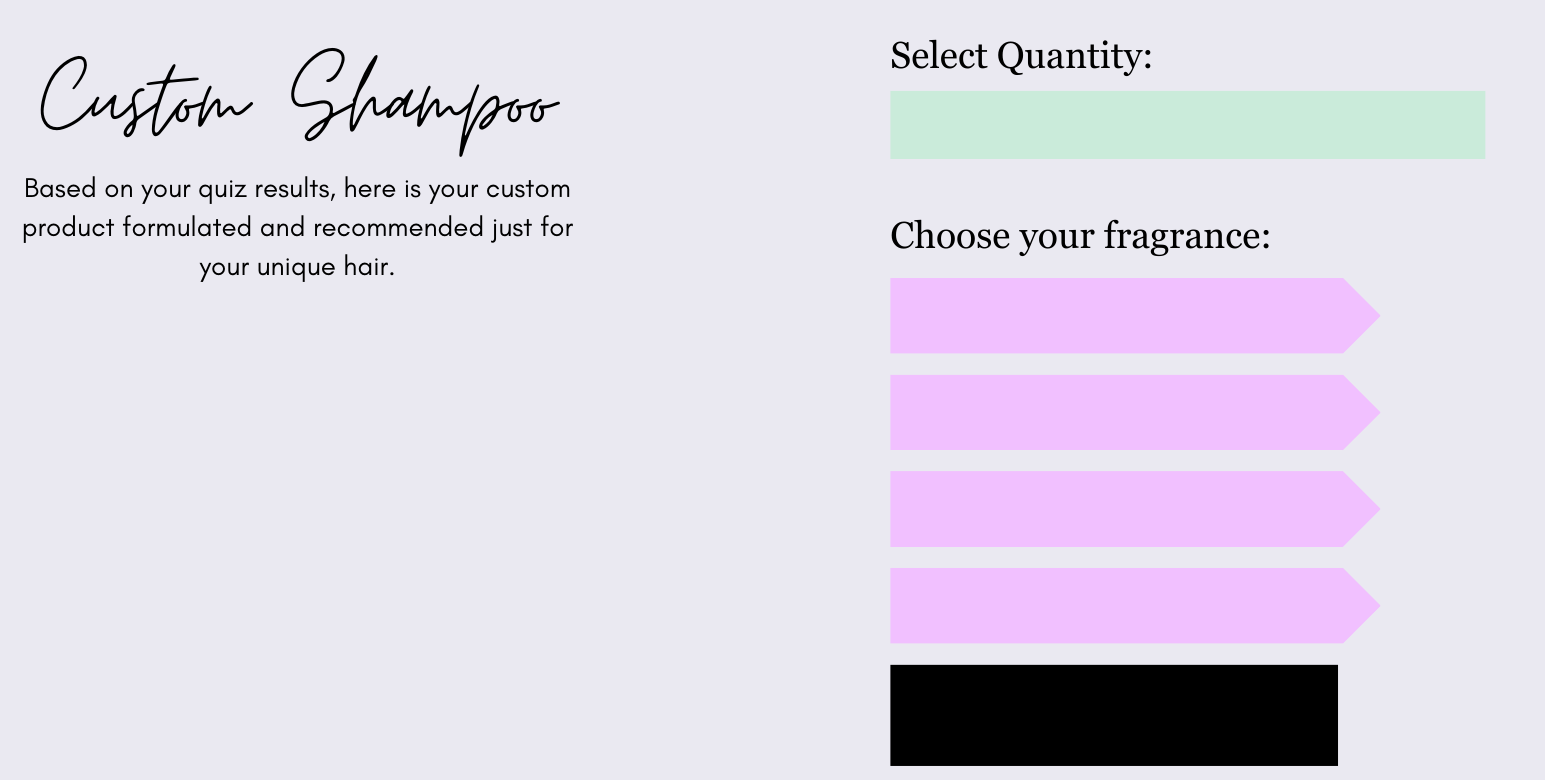 Custom Shampoo
Based on your quiz results, here is your custom
product formulated and recommended just for
your unique hair.
Select Quantity:
Choose your fragrance: